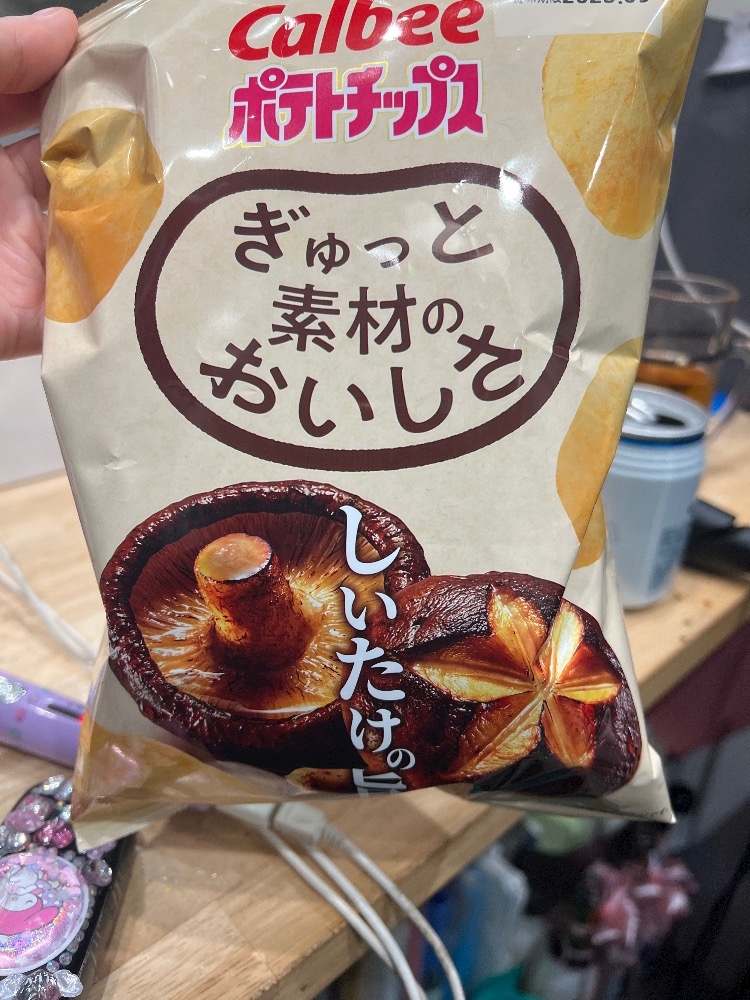 Calbee
ポテトチップス
ぎゅっと
素材の
おいしさ
しいたけの